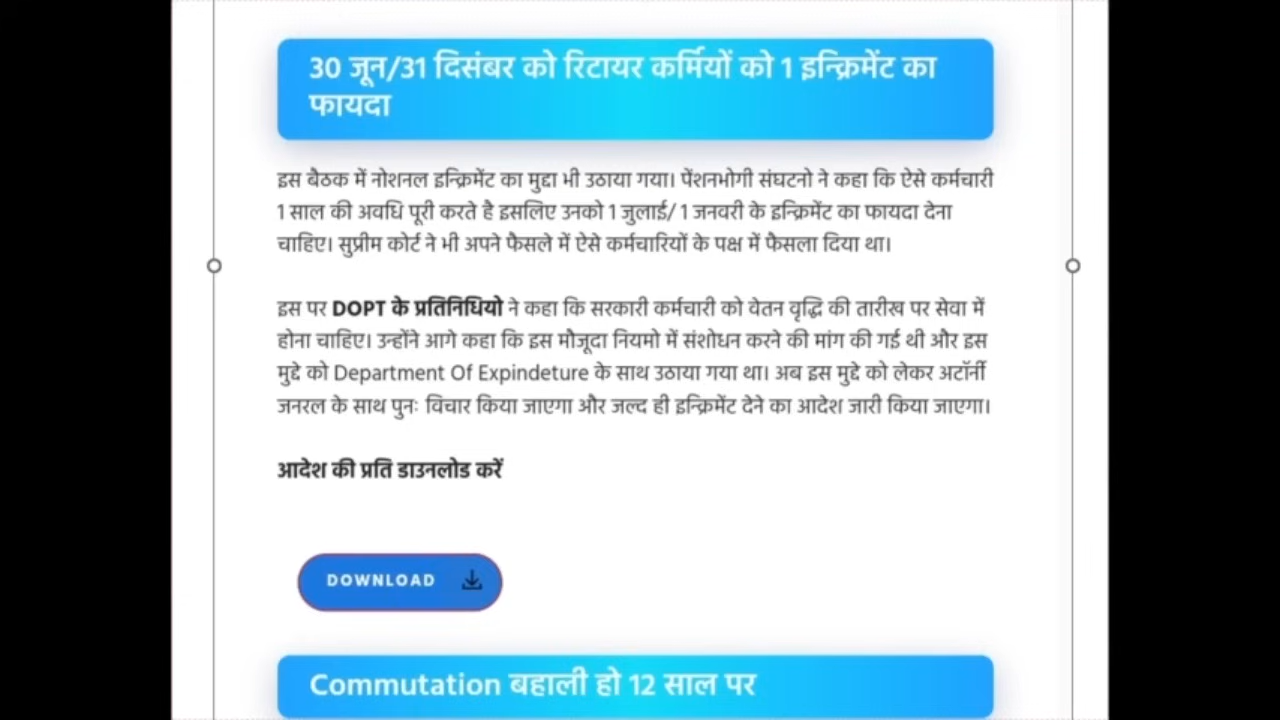 30 जून/31 दिसंबर को रिटायर कर्मियों को 1 इन्क्रिमेंट का
फायदा
इस बैठक में नोशनल इन्क्रिमेंट का मुद्दा भी उठाया गया। पेंशनभोगी संघटनो ने कहा कि ऐसे कर्मचारी
1 साल की अवधि पूरी करते है इसलिए उनको 1 जुलाई/ 1 जनवरी के इन्क्रिमेंट का फायदा देना
चाहिए। सुप्रीम कोर्ट ने भी अपने फैसले में ऐसे कर्मचारियों के पक्ष में फैसला दिया था।
इस पर DOPT के प्रतिनिधियो ने कहा कि सरकारी कर्मचारी को वेतन वृद्धि की तारीख पर सेवा में
होना चाहिए। उन्होंने आगे कहा कि इस मौजूदा नियमो में संशोधन करने की मांग की गई थी और इस
मुद्दे को Department Of Expindeture के साथ उठाया गया था। अब इस मुद्दे को लेकर अटॉर्नी
जनरल के साथ पुनः विचार किया जाएगा और जल्द ही इन्क्रिमेंट देने का आदेश जारी किया जाएगा।
आदेश की प्रति डाउनलोड करें
DOWNLOAD
Commutation बहाली हो 12 साल पर